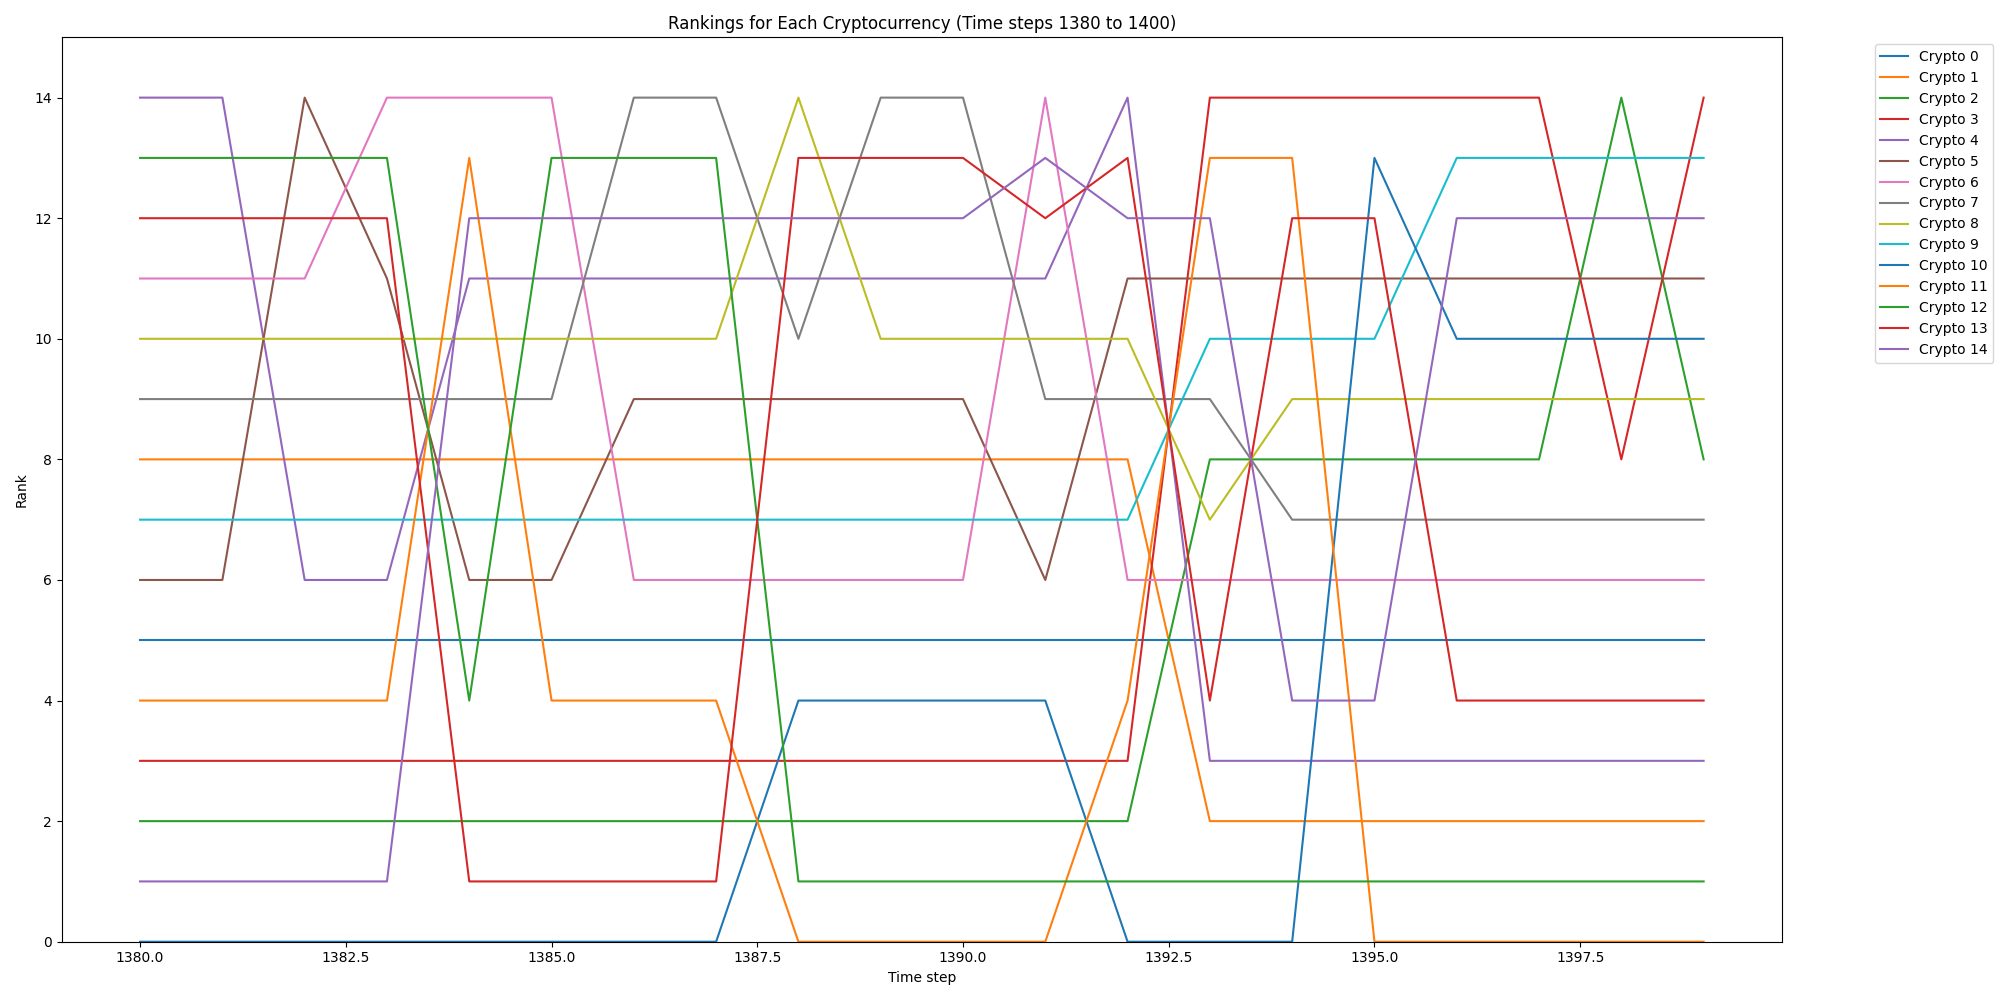 Rankings for Each Cryptocurrency (Time steps 1380 to 1400)
Crypto 0
Crypto 1
Crypto 2
Crypto 3
Crypto 4
Crypto 5
Crypto 6
Crypto 7
Crypto 8
Crypto 9
Crypto 10
Crypto 11
Crypto 12
Crypto 13
Crypto 14
Rank
14
12
10
8
6
4
2
0
1380.0 1382.5 1385.0 1387.5 1390.0 1392.5 1395.0 1397.5
Time step